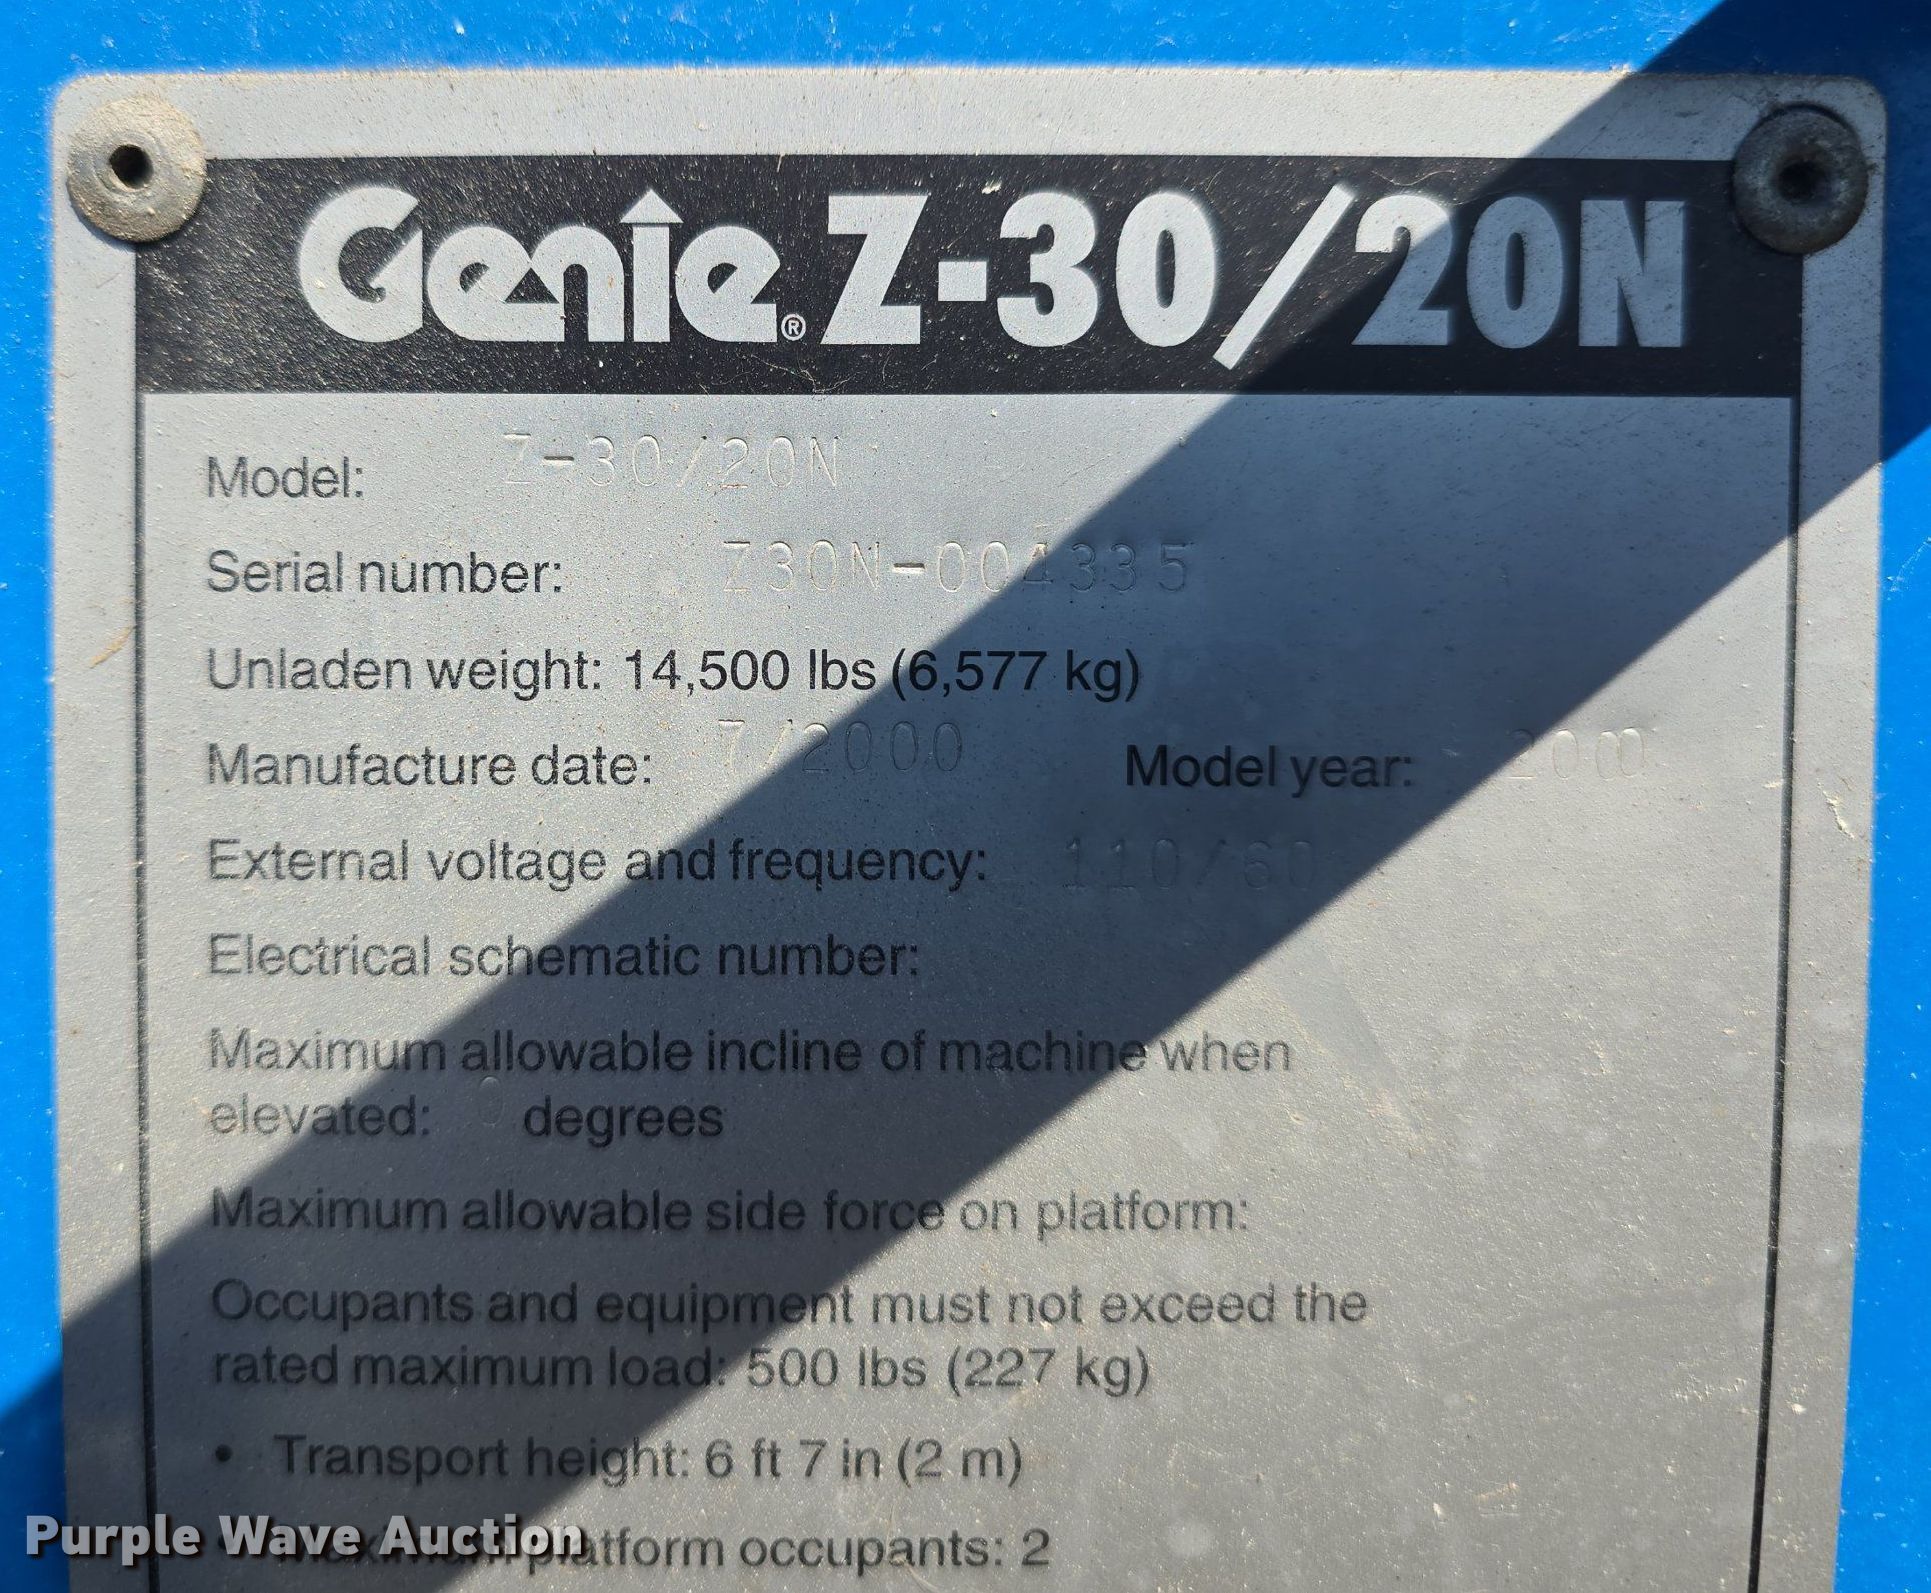 Genie® Z-30/20N
Model: Z-30/20N
Serial number: Z30N-004335
Unladen weight: 14,500 lbs (6,577 kg)
Manufacture date: 7/2000 Model year: 2000
External voltage and frequency: 110/60
Electrical schematic number:
Maximum allowable incline of machine when
elevated: 0 degrees
Maximum allowable side force on platform:
Occupants and equipment must not exceed the
rated maximum load: 500 lbs (227 kg)
• Transport height: 6 ft 7 in (2 m)
• Maximum platform occupants: 2
Purple Wave Auction